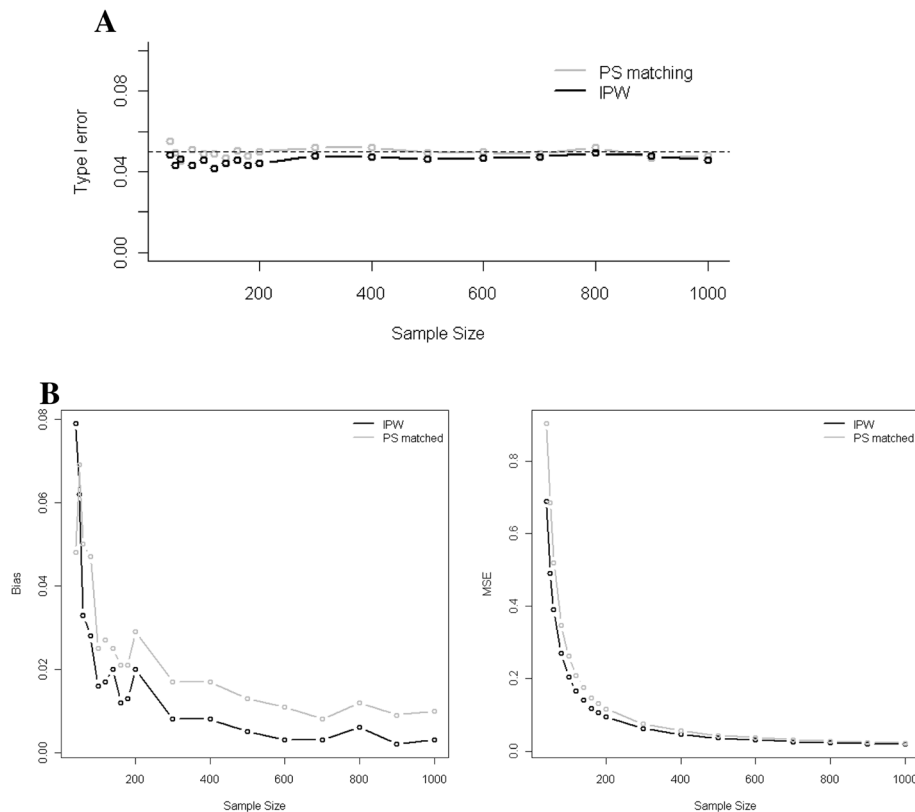 A
PS matching
IPW
Type I error
0.00
0.04
0.08
200
400
600
800
1000
Sample Size
B
IPW
PS matched
Bias
0.00
0.02
0.04
0.06
0.08
200
400
600
800
1000
Sample Size
IPW
PS matched
MSE
0.0
0.2
0.4
0.6
0.8
200
400
600
800
1000
Sample Size